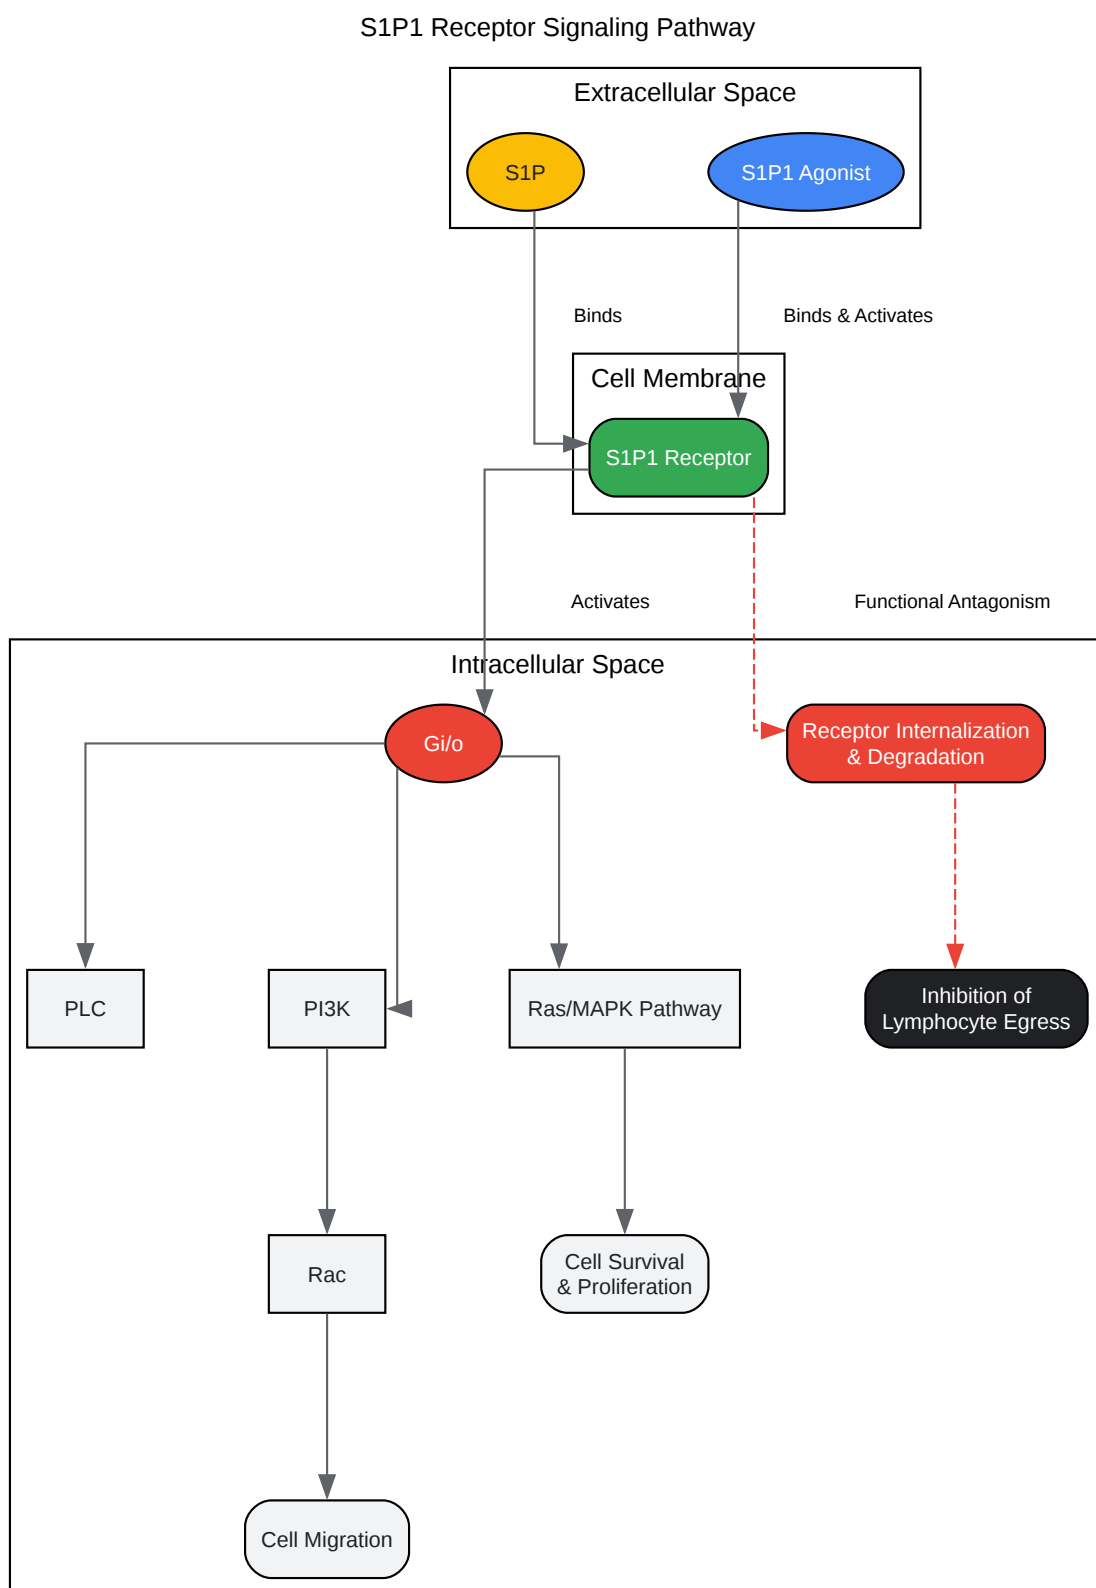 S1P1 Receptor Signaling Pathway
Extracellular Space
S1P
S1P1 Agonist
Binds
Binds & Activates
Cell Membrane
S1P1 Receptor
Activates
Functional Antagonism
Intracellular Space
Gi/o
Receptor Internalization
& Degradation
PLC
PI3K
Ras/MAPK Pathway
Inhibition of
Lymphocyte Egress
Rac
Cell Survival
& Proliferation
Cell Migration